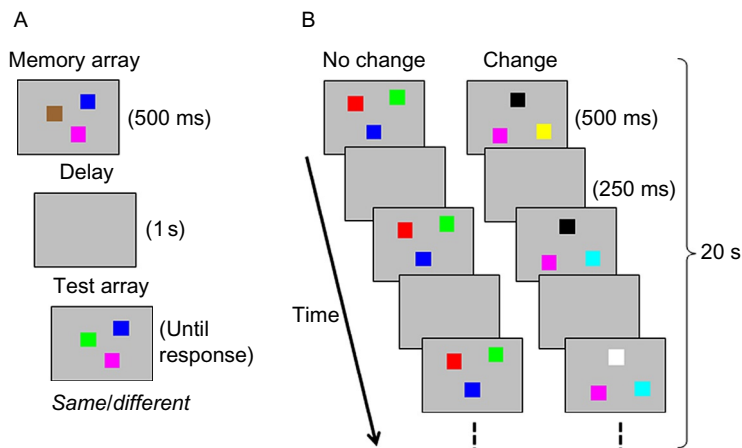 A
Memory array
(500 ms)
Delay
(1 s)
Test array
(Until
response)
Same/different
B
No change
Change
(500 ms)
(250 ms)
20 s
Time